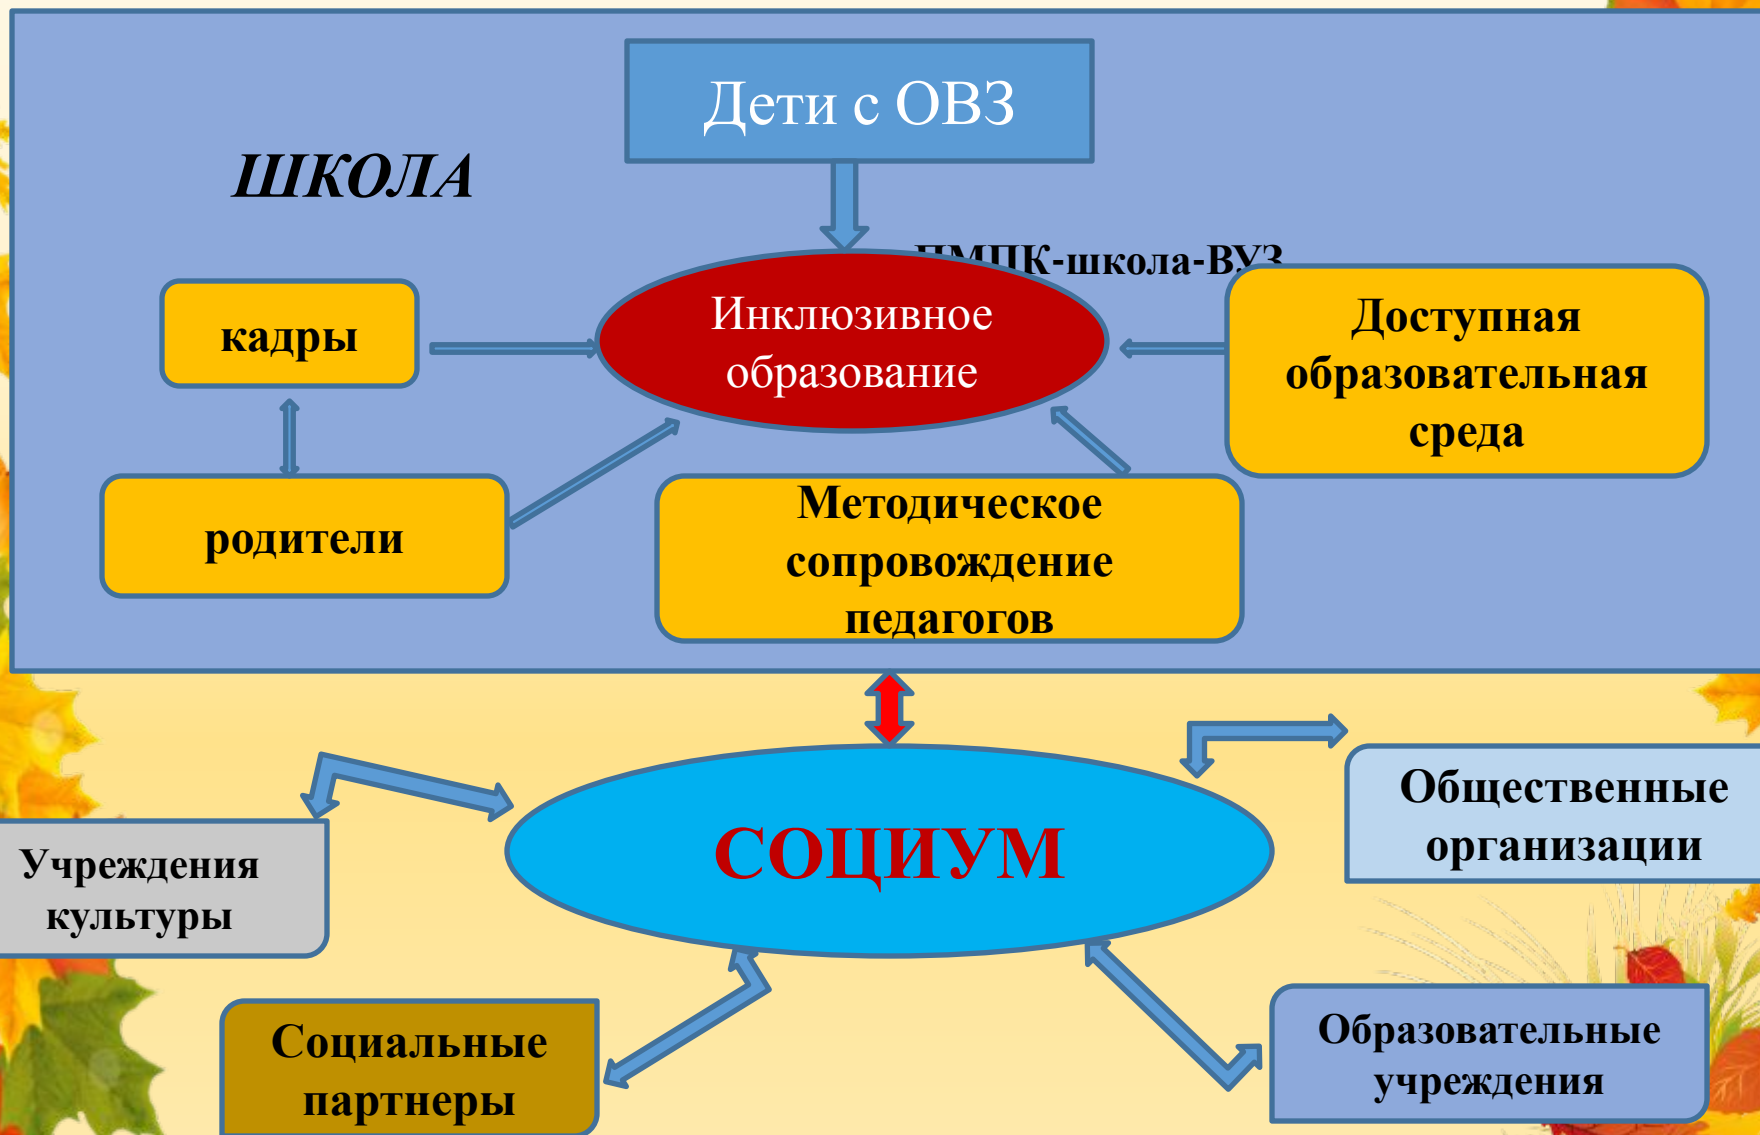 Дети с ОВЗ
ШКОЛА
ПМПК-школа-ВУЗ
Инклюзивное
образование
кадры
Доступная
образовательная
среда
родители
Методическое
сопровождение
педагогов
СОЦИУМ
Общественные
организации
Учреждения
культуры
Социальные
партнеры
Образовательные
учреждения